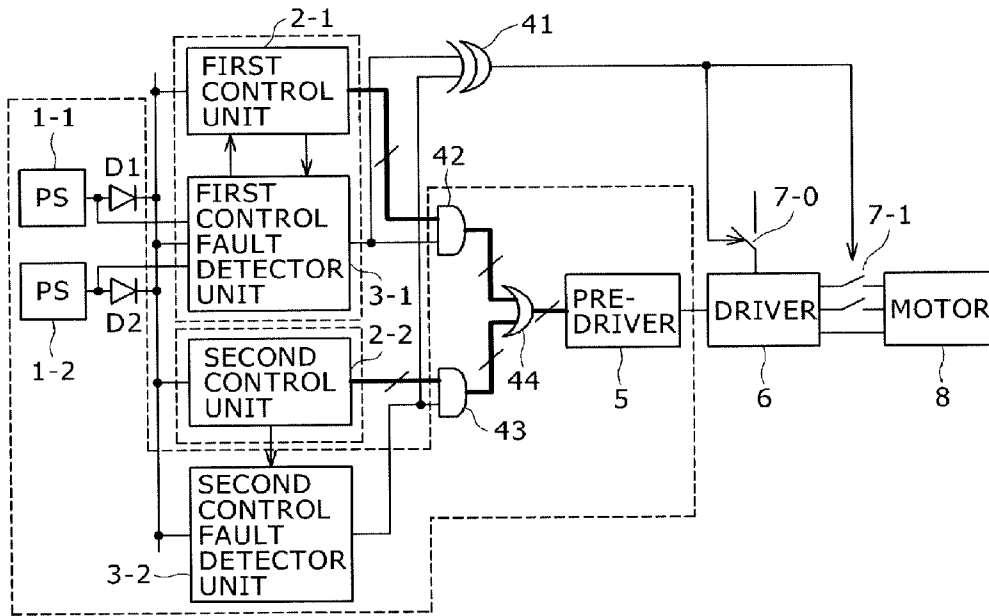 2-1
41
FIRST
CONTROL
UNIT
1-1
D1
PS
42
FIRST
CONTROL
FAULT
DETECTOR
UNIT
7-0
7-1
PS
D2
3-1
PRE-
DRIVER
DRIVER
MOTOR
1-2
2-2
SECOND
CONTROL
UNIT
44
5
6
8
43
SECOND
CONTROL
FAULT
DETECTOR
UNIT
3-2